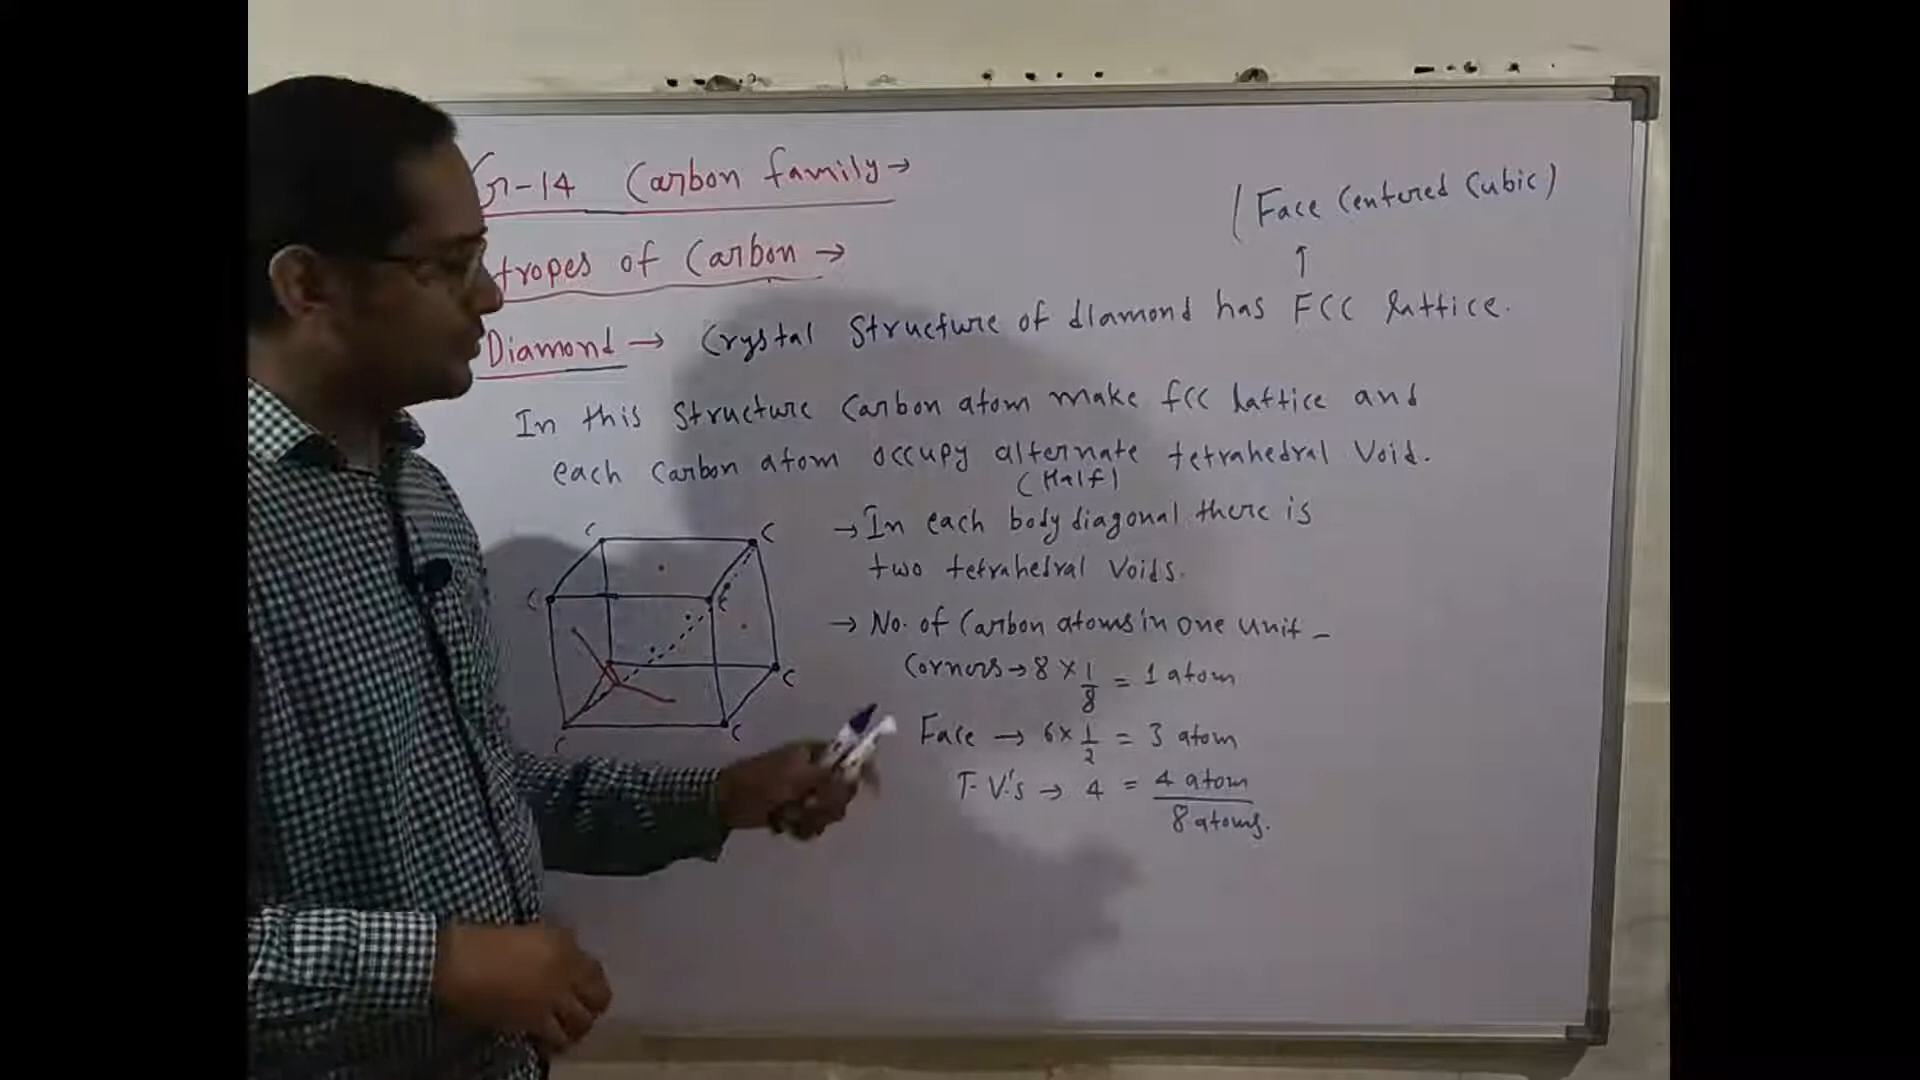 Gr-14 Carbon family→
(Face Centered Cubic)
↑
tropes of Carbon →
Diamond → Crystal Structure of diamond has FCC lattice.
In this Structure Carbon atom make fcc lattice and
each Carbon atom occupy alternate tetrahedral Void.
(Half)
→ In each body diagonal there is
two tetrahedral Voids.
→ No. of Carbon atoms in one unit -
Corners → 8 × 1/8 = 1 atom
Face → 6 × 1/2 = 3 atom
T.V.'s → 4 = 4 atom
8 atoms.
C C
C C
C
C C